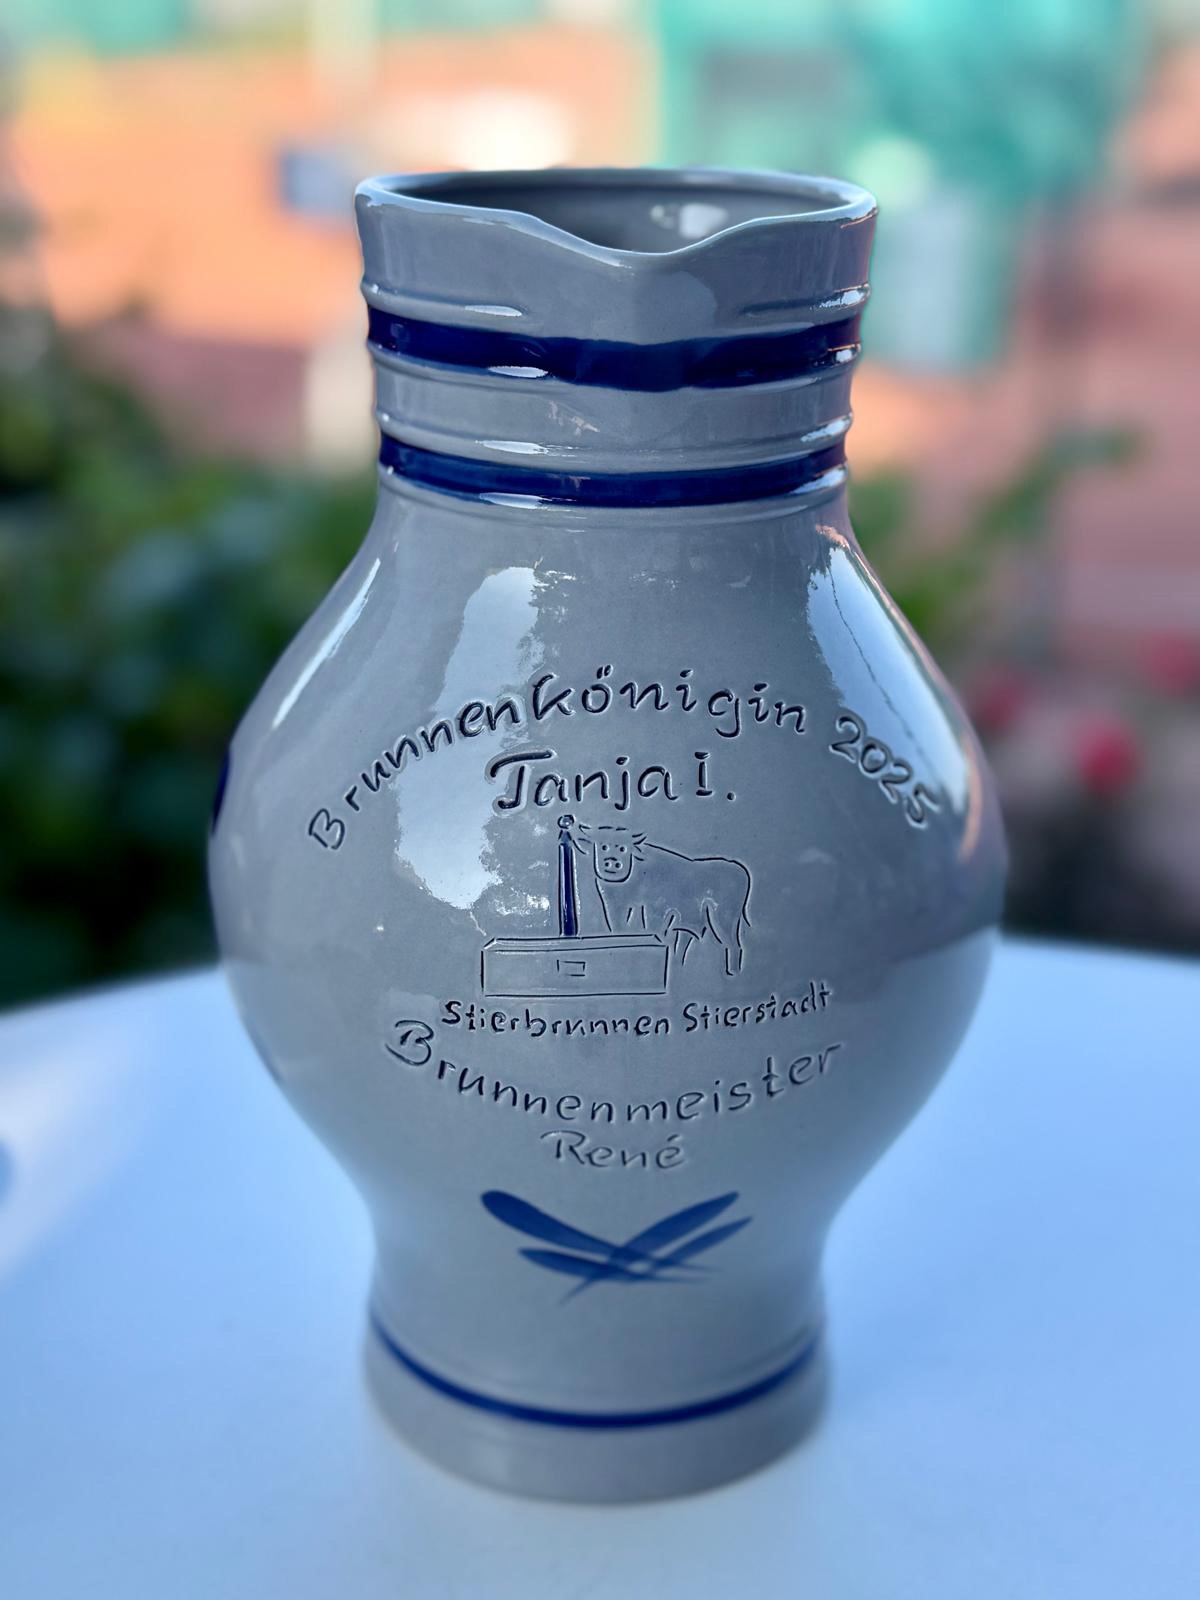 Brunnenkönigin 2025
Tanja I.
Stierbrunnen Stierstadt
Brunnenmeister
René